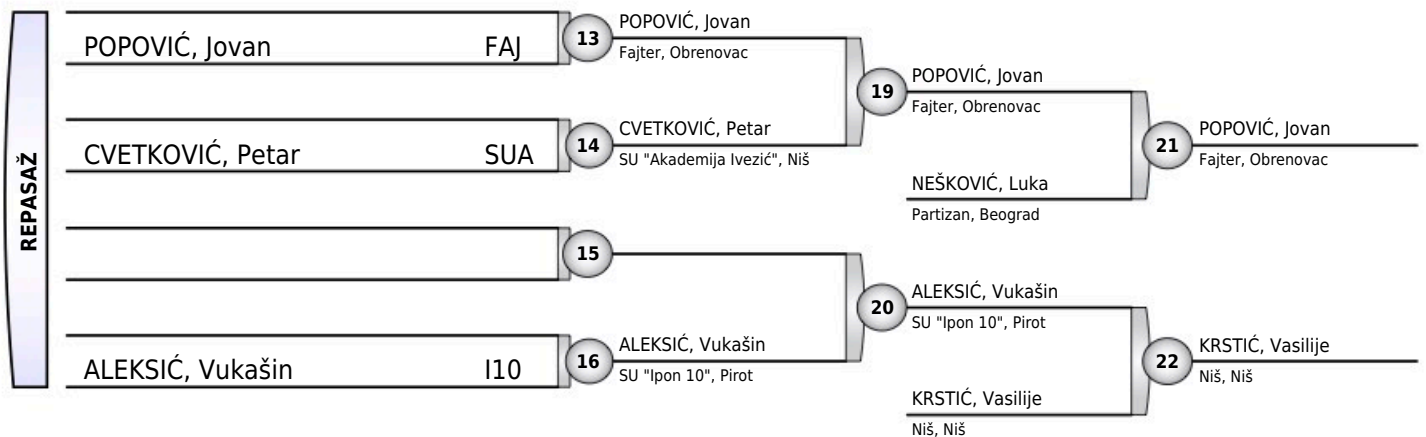 REPASAŽ
POPOVIĆ, Jovan FAJ
13
POPOVIĆ, Jovan
Fajter, Obrenovac
CVETKOVIĆ, Petar SUA
14
CVETKOVIĆ, Petar
SU "Akademija Ivezić", Niš
15
ALEKSIĆ, Vukašin I10
16
ALEKSIĆ, Vukašin
SU "Ipon 10", Pirot
19
POPOVIĆ, Jovan
Fajter, Obrenovac
NEŠKOVIĆ, Luka
Partizan, Beograd
20
ALEKSIĆ, Vukašin
SU "Ipon 10", Pirot
KRSTIĆ, Vasilije
Niš, Niš
21
POPOVIĆ, Jovan
Fajter, Obrenovac
22
KRSTIĆ, Vasilije
Niš, Niš